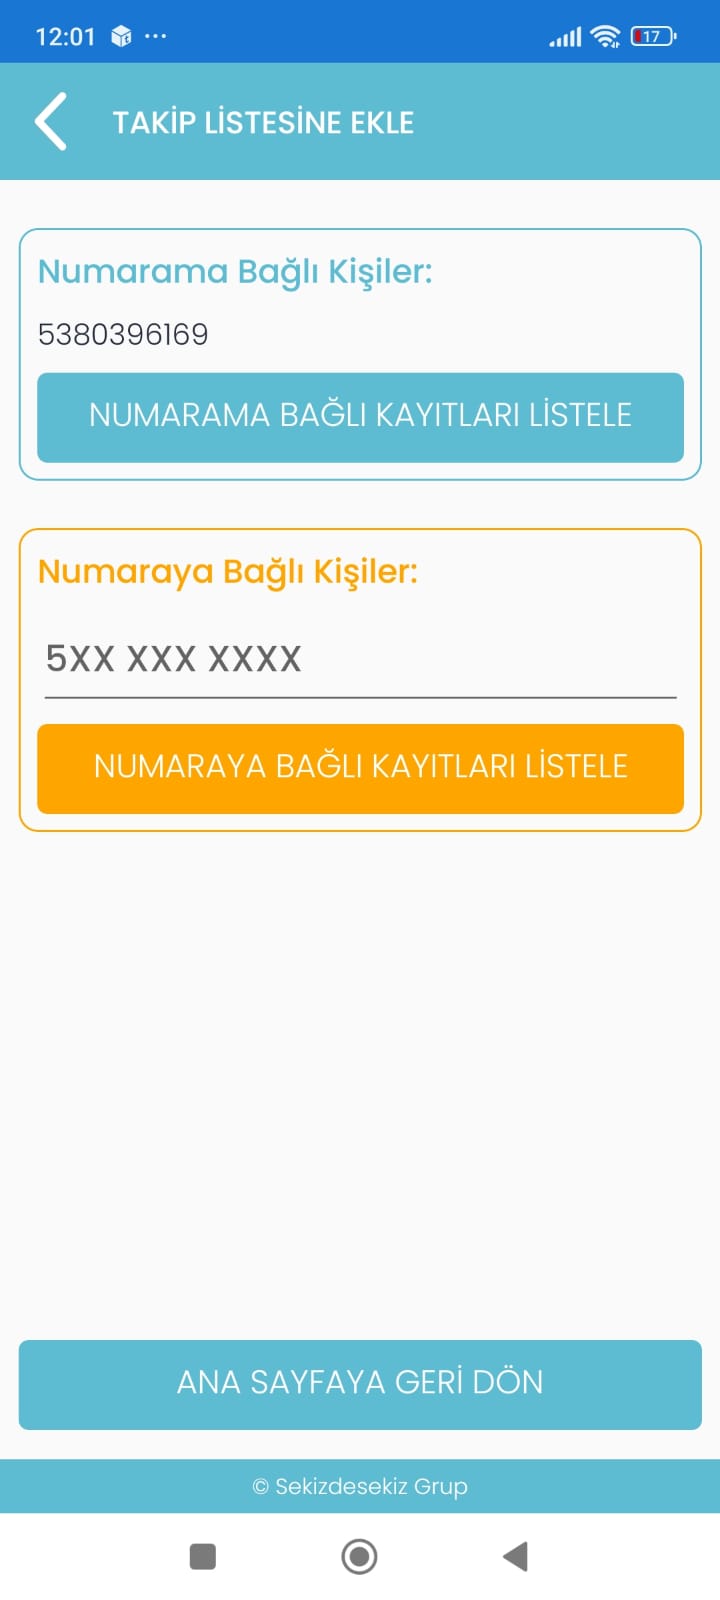 12:01
17
TAKİP LİSTESİNE EKLE
Numarama Bağlı Kişiler:
5380396169
NUMARAMA BAĞLI KAYITLARI LİSTELE
Numaraya Bağlı Kişiler:
5XX XXX XXXX
NUMARAYA BAĞLI KAYITLARI LİSTELE
ANA SAYFAYA GERİ DÖN
© Sekizdesekiz Grup